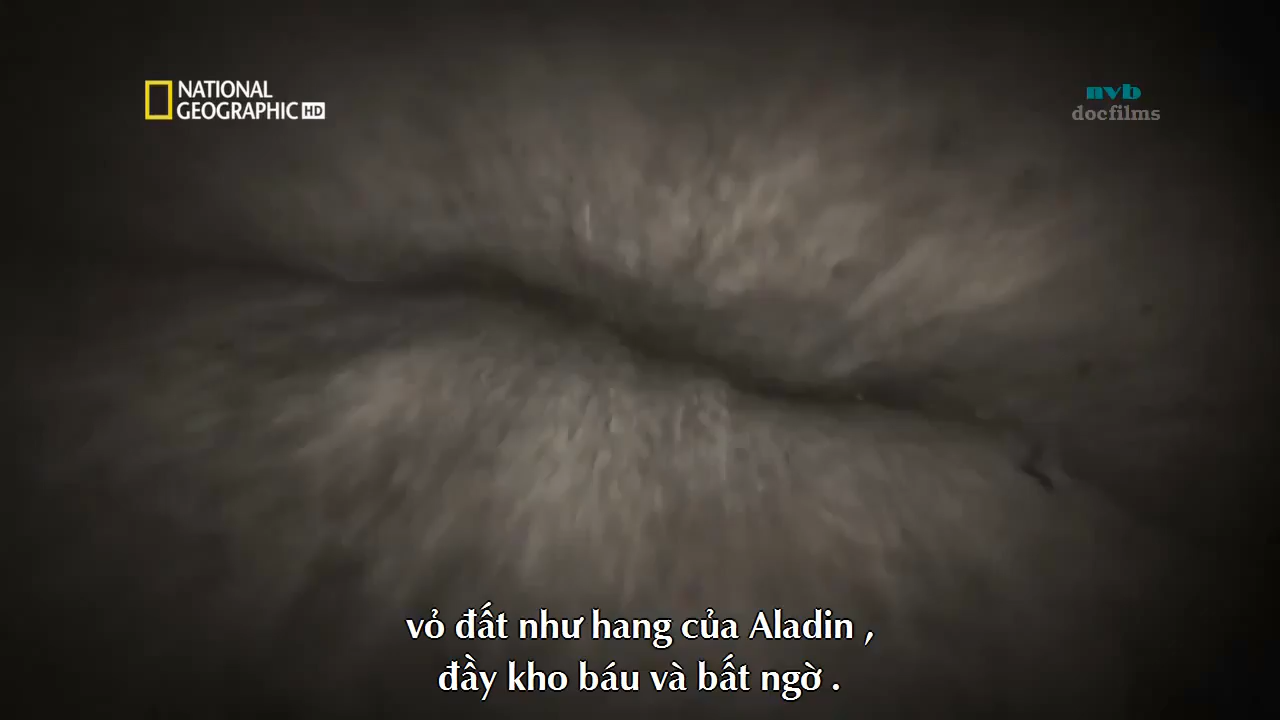 NATIONAL
GEOGRAPHIC HD
nvb
docfilms
vỏ đất như hang của Aladin ,
đầy kho báu và bất ngờ .